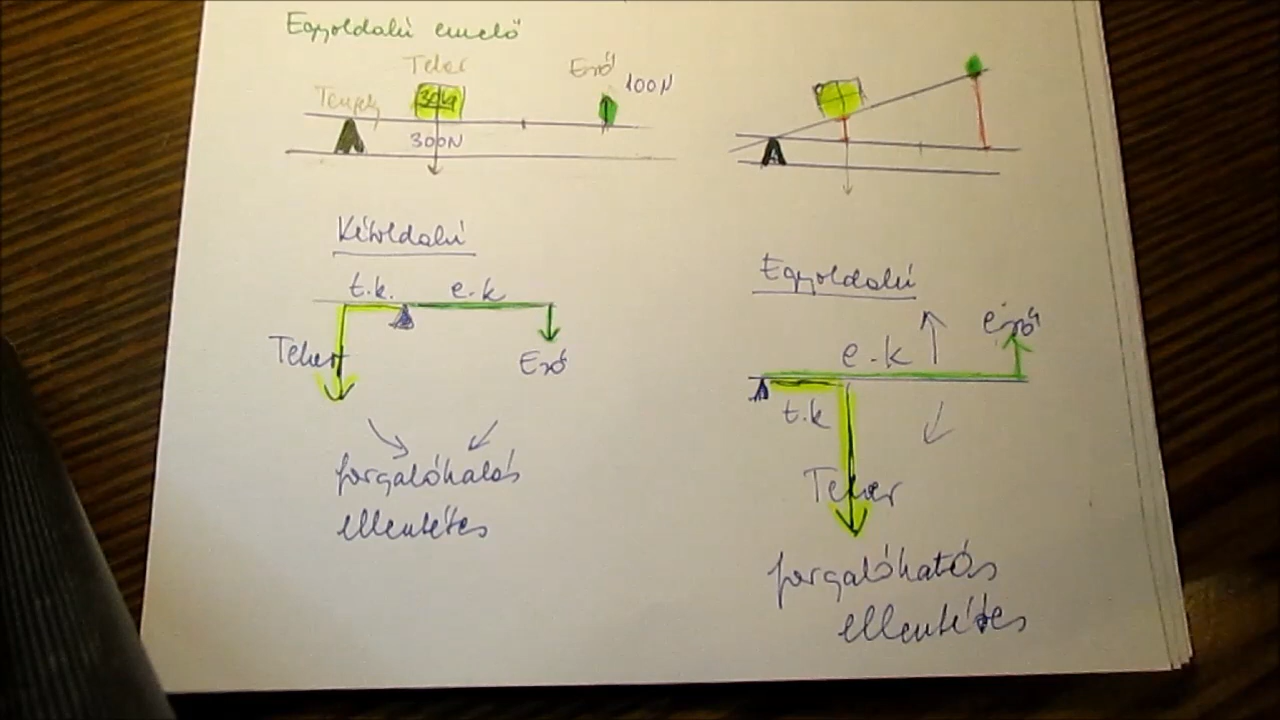 Egyoldalú emelő
Teher
Erő
100N
Tengely
30kg
300N
Kétoldalú
t.k.
e.k
Teher
Erő
forgatóhatás
ellentétes
Egyoldalú
erő
e.k
t.k
Teher
forgatóhatás
ellentétes